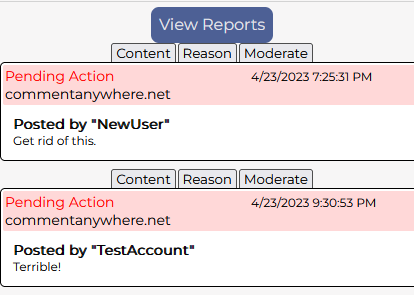 View Reports
Content Reason Moderate
Pending Action 4/23/2023 7:25:31 PM
commentanywhere.net
Posted by "NewUser"
Get rid of this.
Content Reason Moderate
Pending Action 4/23/2023 9:30:53 PM
commentanywhere.net
Posted by "TestAccount"
Terrible!